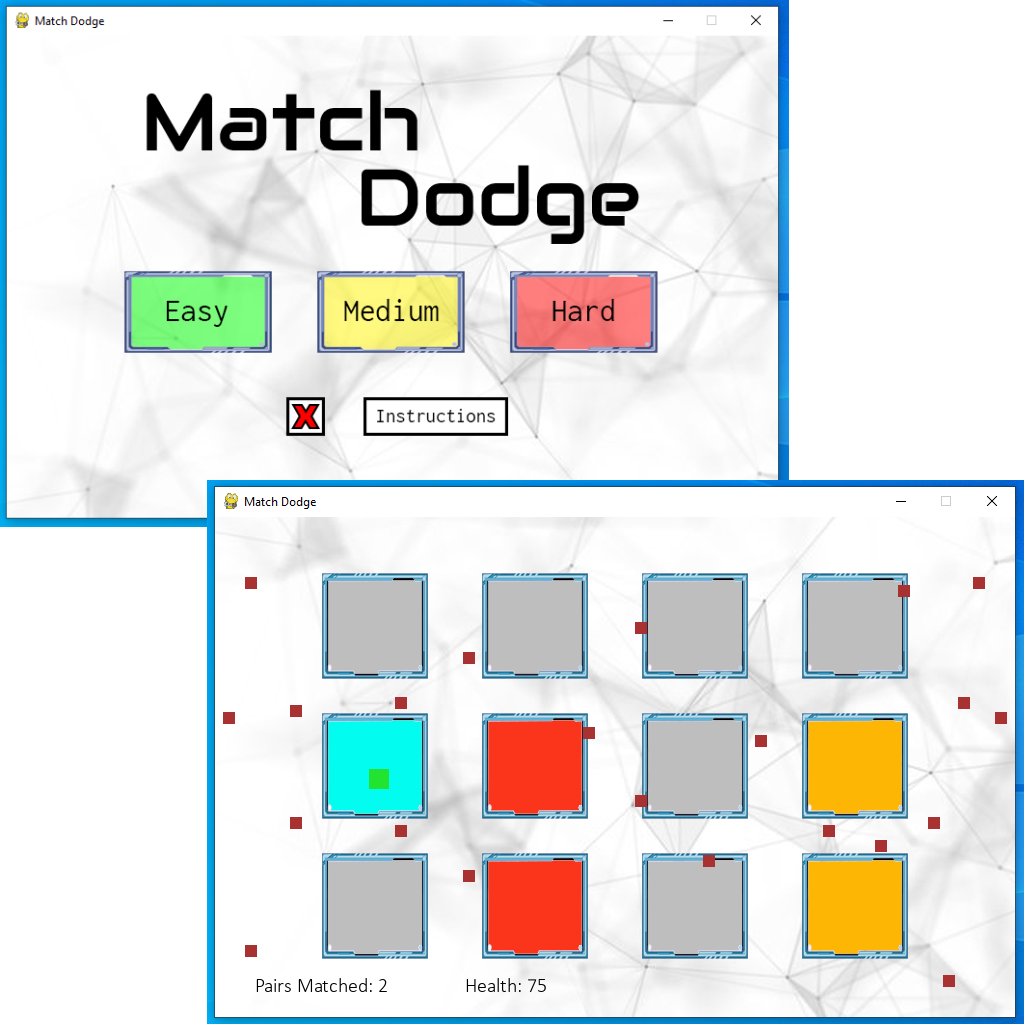 Match Dodge
Match
Dodge
Easy Medium Hard
X Instructions
Match Dodge
Pairs Matched: 2 Health: 75